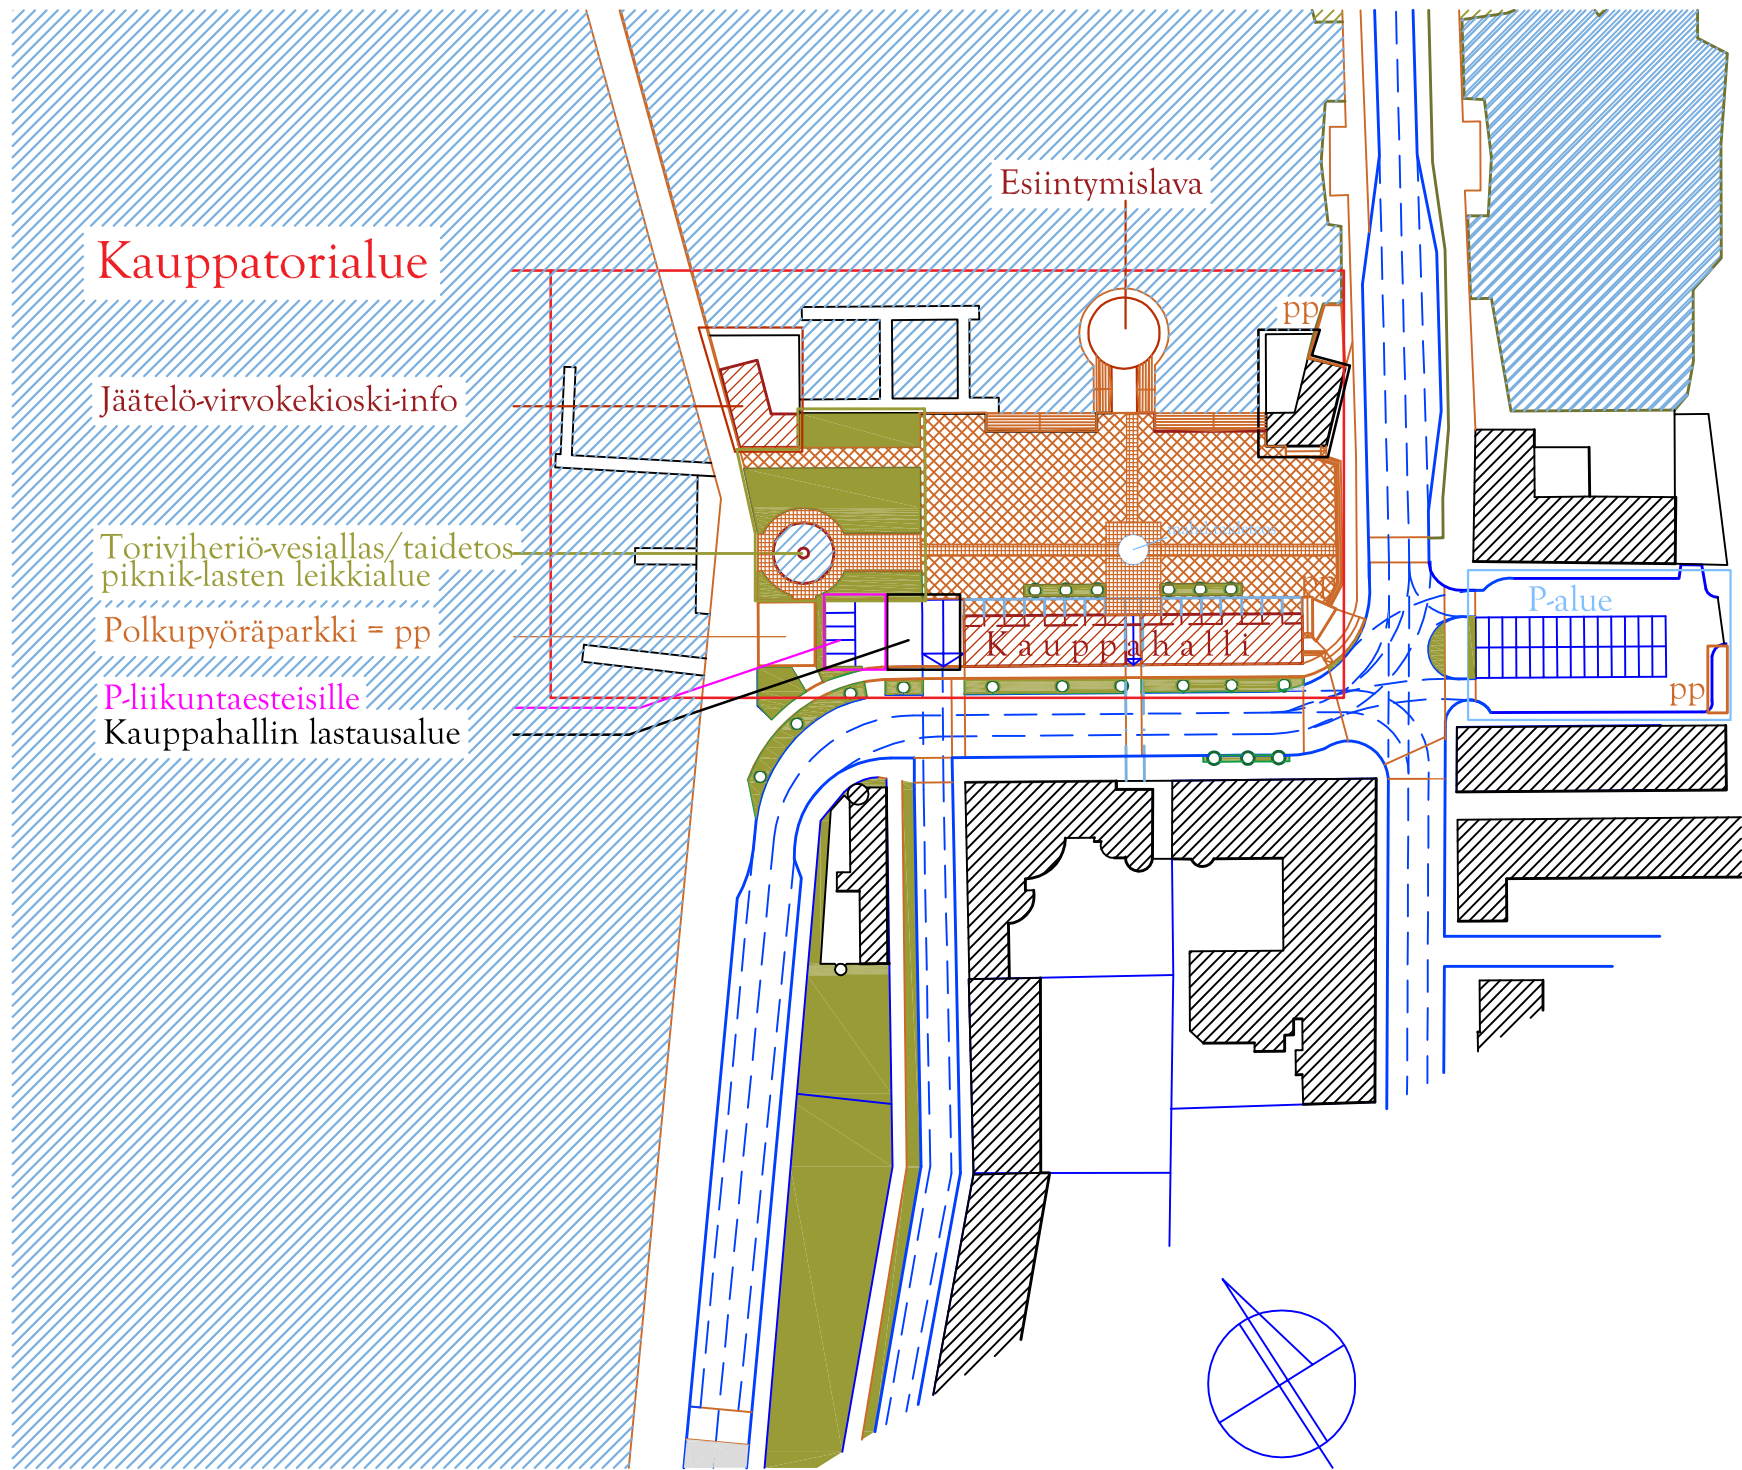 Esiintymislava
Kauppatorialue
pp
Jäätelö-virvokekioski-info
Toriviheriö-vesiallas/taidetos
piknik-lasten leikkialue
pp
P-alue
Polkupyöräparkki = pp
Kauppahalli
P-liikuntaesteisille
pp
Kauppahallin lastausalue